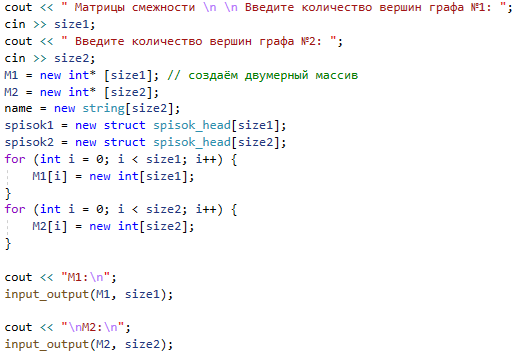 cout << " Матрицы смежности \n \n Введите количество вершин графа №1: ";
cin >> size1;
cout << " Введите количество вершин графа №2: ";
cin >> size2;
M1 = new int* [size1]; // создаём двумерный массив
M2 = new int* [size2];
name = new string[size2];
spisok1 = new struct spisok_head[size1];
spisok2 = new struct spisok_head[size2];
for (int i = 0; i < size1; i++) {
M1[i] = new int[size1];
}
for (int i = 0; i < size2; i++) {
M2[i] = new int[size2];
}
cout << "M1:\n";
input_output(M1, size1);
cout << "\nM2:\n";
input_output(M2, size2);